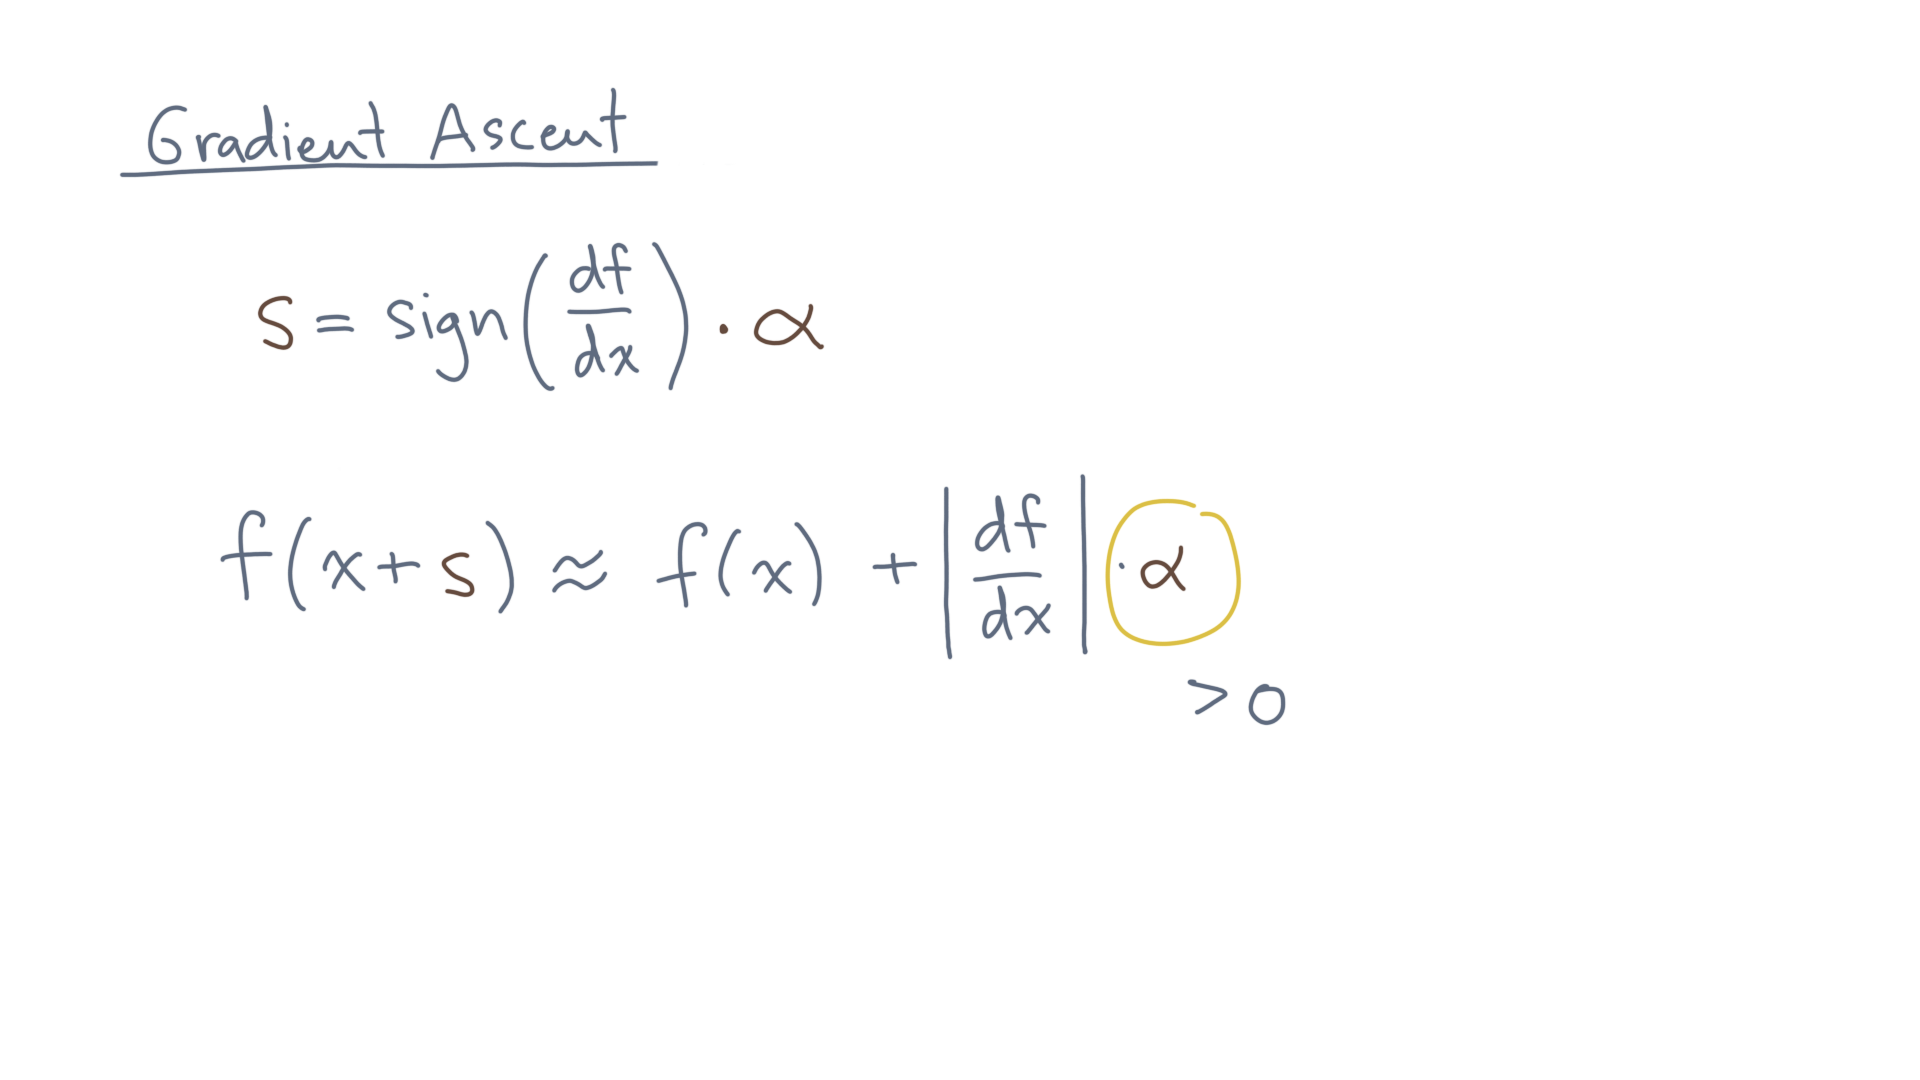 Gradient Ascent
s = sign(df/dx) · α
f(x+s) ≈ f(x) + |df/dx| · α
> 0